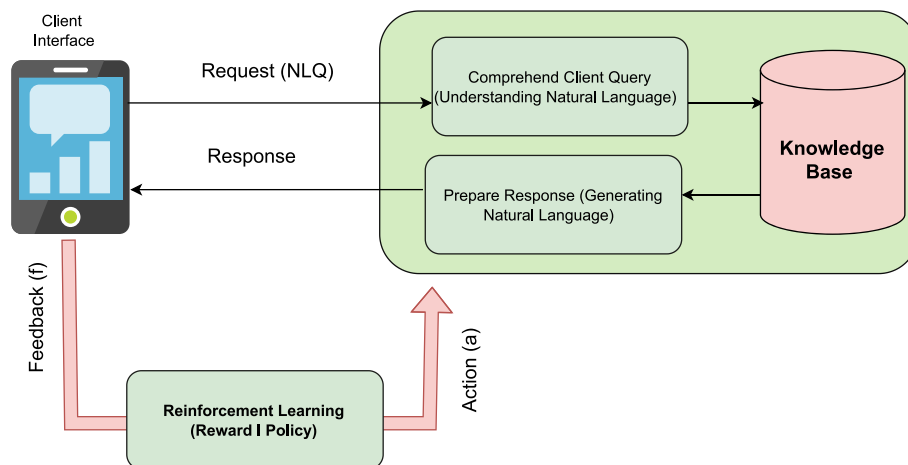 Client
Interface
Request (NLQ)
Comprehend Client Query
(Understanding Natural Language)
Knowledge
Base
Response
Prepare Response (Generating
Natural Language)
Feedback (f)
Action (a)
Reinforcement Learning
(Reward I Policy)